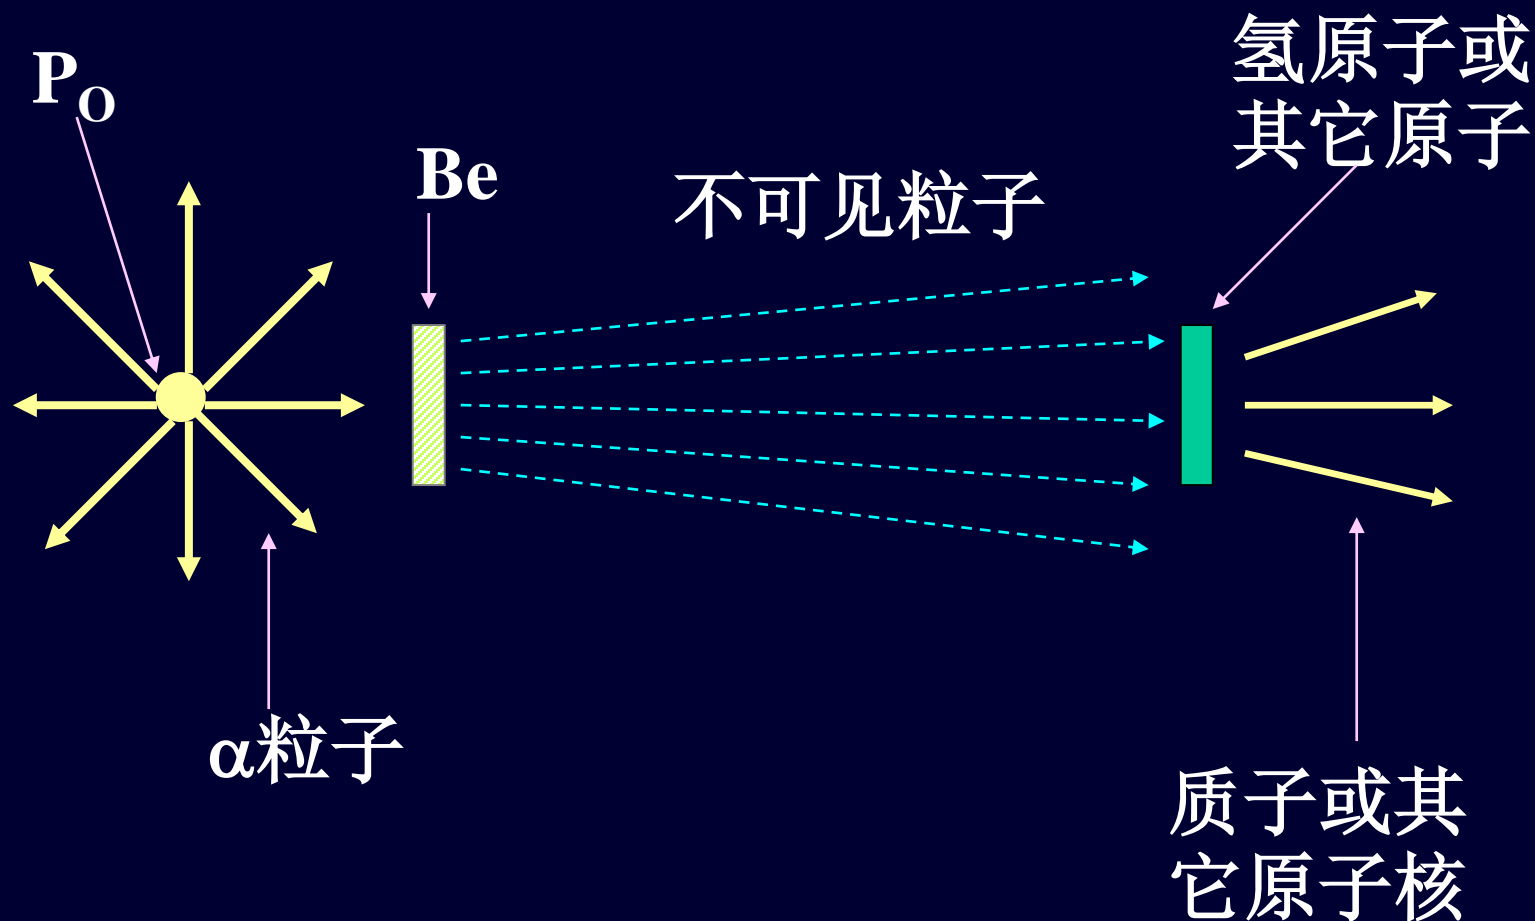 氢原子或
其它原子
Po
Be
不可见粒子
α粒子
质子或其
它原子核